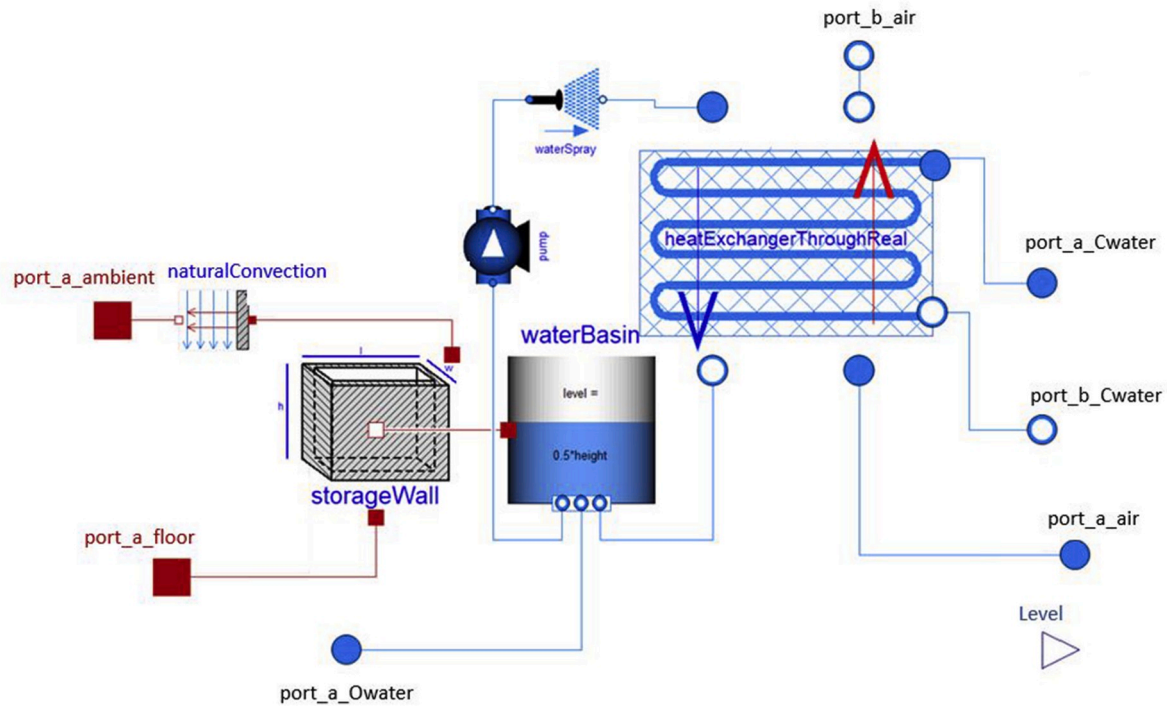 port_b_air
waterSpray
pump
heatExchangerThroughReal
port_a_Cwater
port_a_ambient
naturalConvection
waterBasin
l
w
h
level =
0.5*height
port_b_Cwater
storageWall
port_a_floor
port_a_air
Level
port_a_Owater